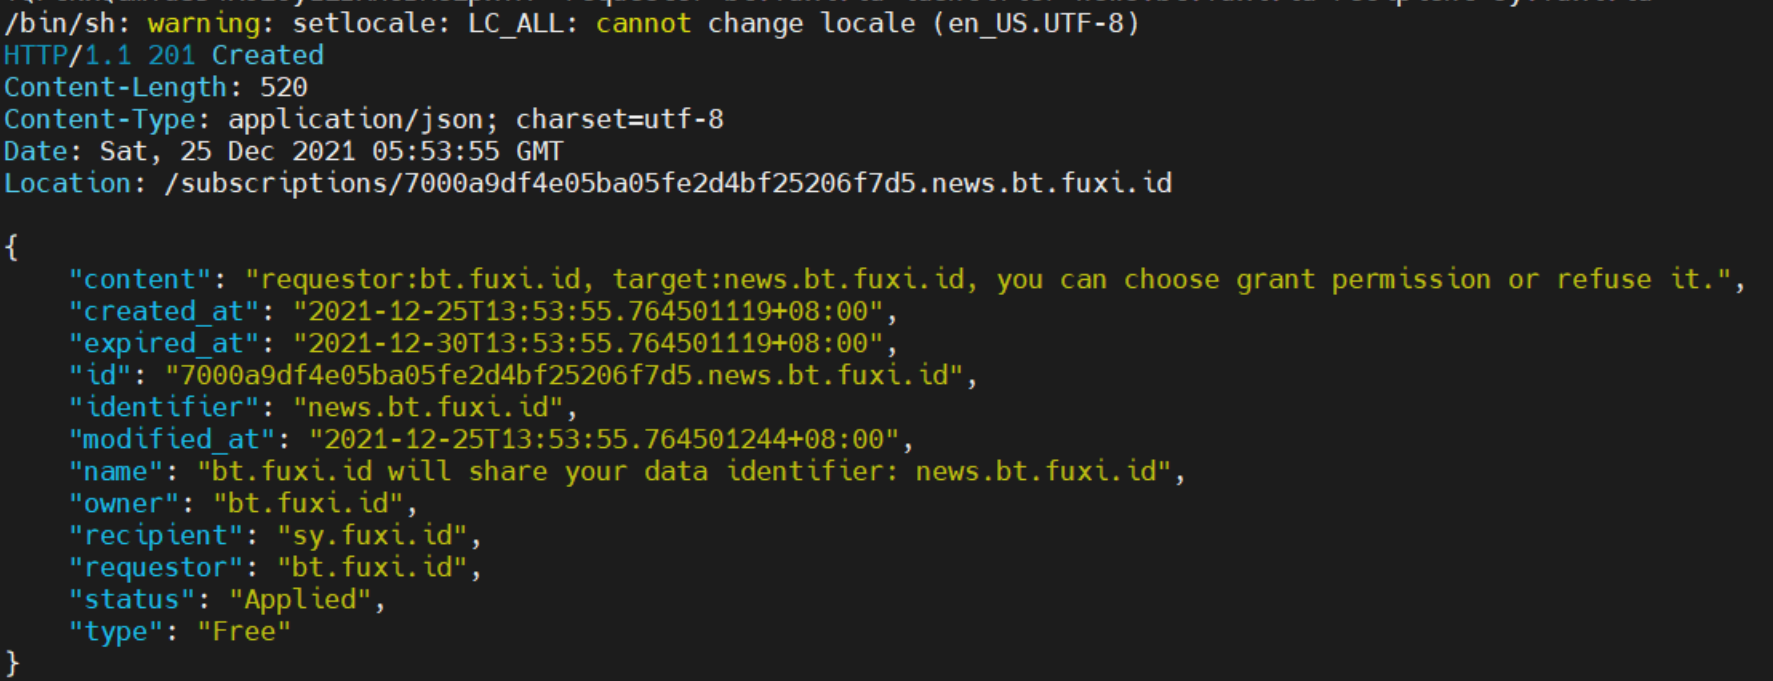 /bin/sh: warning: setlocale: LC_ALL: cannot change locale (en_US.UTF-8)
HTTP/1.1 201 Created
Content-Length: 520
Content-Type: application/json; charset=utf-8
Date: Sat, 25 Dec 2021 05:53:55 GMT
Location: /subscriptions/7000a9df4e05ba05fe2d4bf25206f7d5.news.bt.fuxi.id
{
    "content": "requestor:bt.fuxi.id, target:news.bt.fuxi.id, you can choose grant permission or refuse it.",
    "created_at": "2021-12-25T13:53:55.764501119+08:00",
    "expired_at": "2021-12-30T13:53:55.764501119+08:00",
    "id": "7000a9df4e05ba05fe2d4bf25206f7d5.news.bt.fuxi.id",
    "identifier": "news.bt.fuxi.id",
    "modified_at": "2021-12-25T13:53:55.764501244+08:00",
    "name": "bt.fuxi.id will share your data identifier: news.bt.fuxi.id",
    "owner": "bt.fuxi.id",
    "recipient": "sy.fuxi.id",
    "requestor": "bt.fuxi.id",
    "status": "Applied",
    "type": "Free"
}